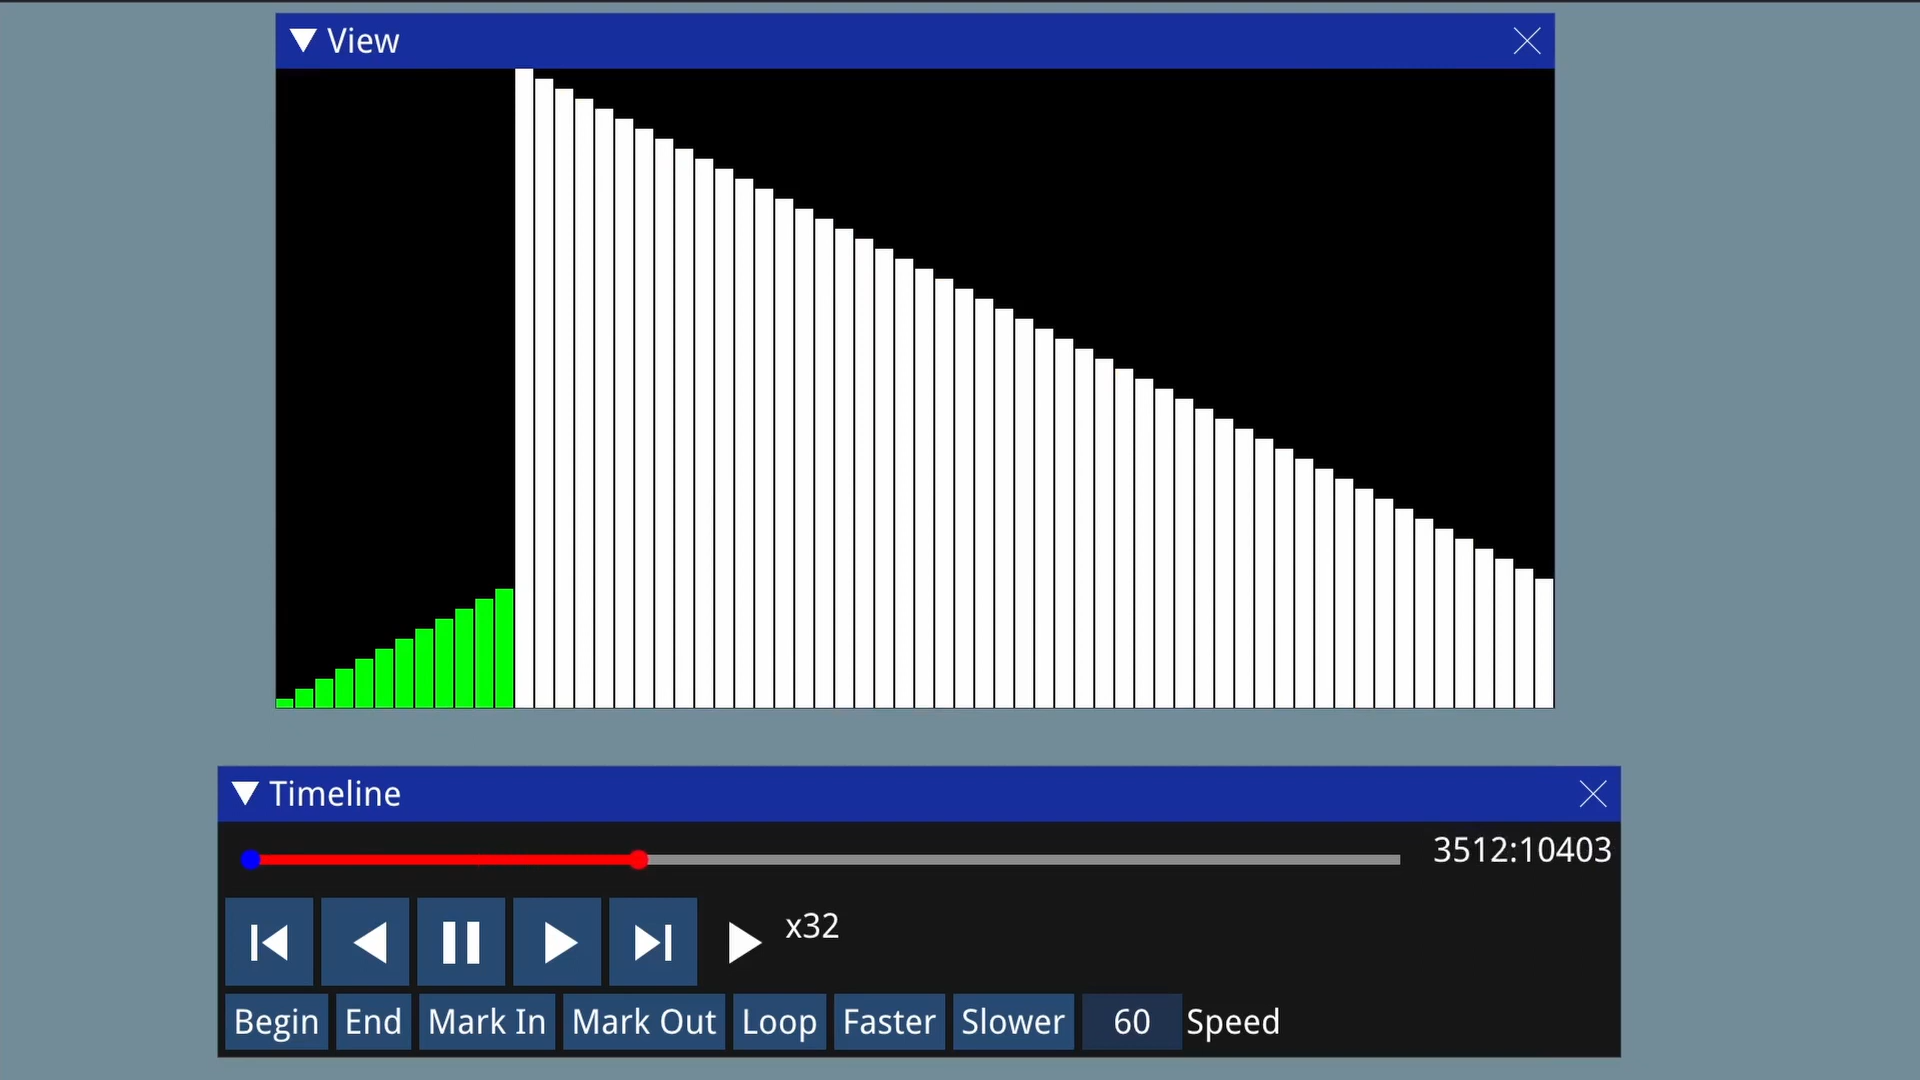 View
Timeline
3512:10403
x32
Begin End Mark In Mark Out Loop Faster Slower 60 Speed